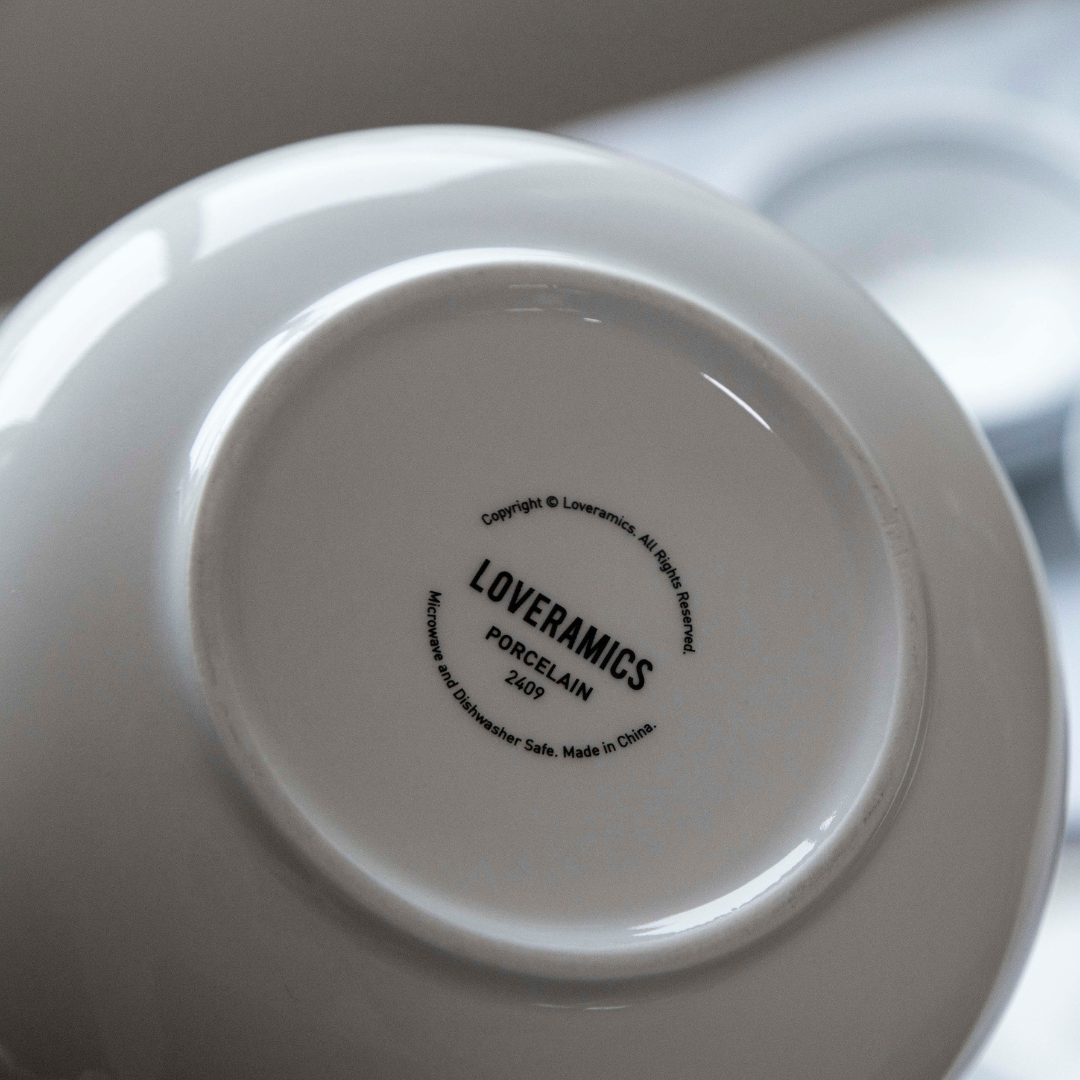 Copyright © Loveramics. All Rights Reserved.
LOVERAMICS
PORCELAIN
2409
Microwave and Dishwasher Safe. Made in China.